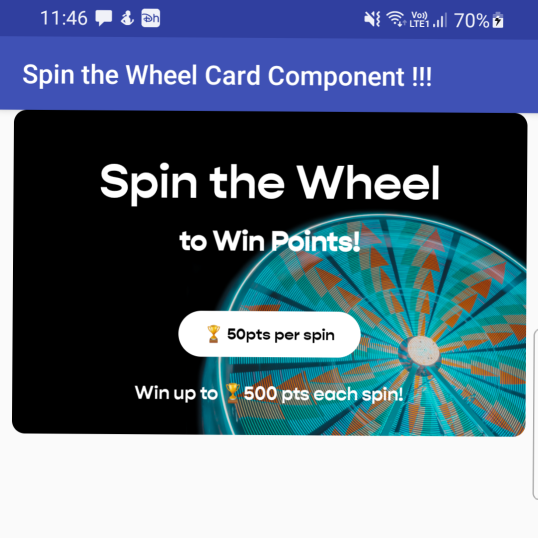 11:46 Vo)) LTE1 70%
Spin the Wheel Card Component !!!
Spin the Wheel
to Win Points!
🏆 50pts per spin
Win up to 🏆500 pts each spin!